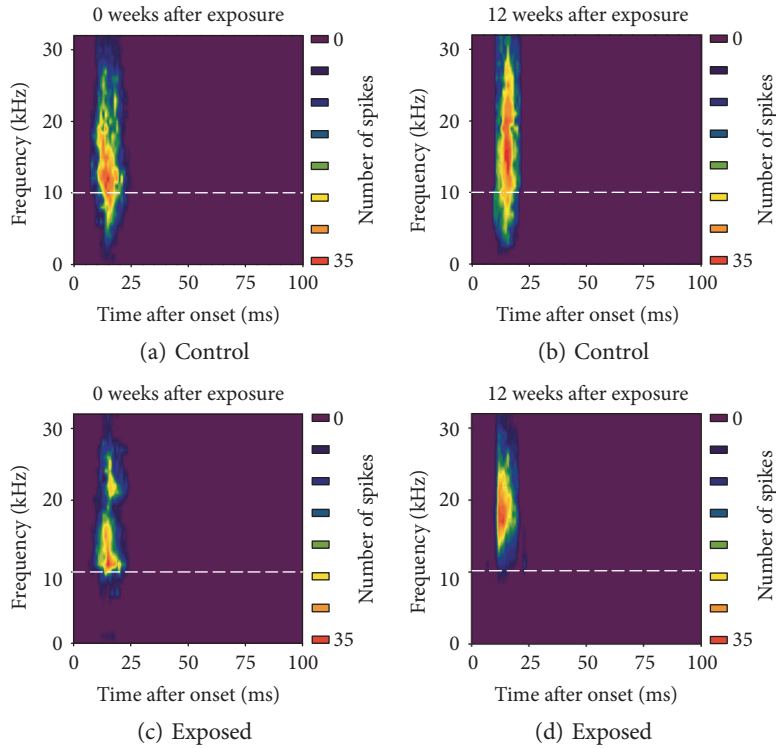 0 weeks after exposure
Frequency (kHz)
30
20
10
0
0 25 50 75 100
Time after onset (ms)
0
35
Number of spikes
(a) Control
12 weeks after exposure
Frequency (kHz)
30
20
10
0
0 25 50 75 100
Time after onset (ms)
0
35
Number of spikes
(b) Control
0 weeks after exposure
Frequency (kHz)
30
20
10
0
0 25 50 75 100
Time after onset (ms)
0
35
Number of spikes
(c) Exposed
12 weeks after exposure
Frequency (kHz)
30
20
10
0
0 25 50 75 100
Time after onset (ms)
0
35
Number of spikes
(d) Exposed